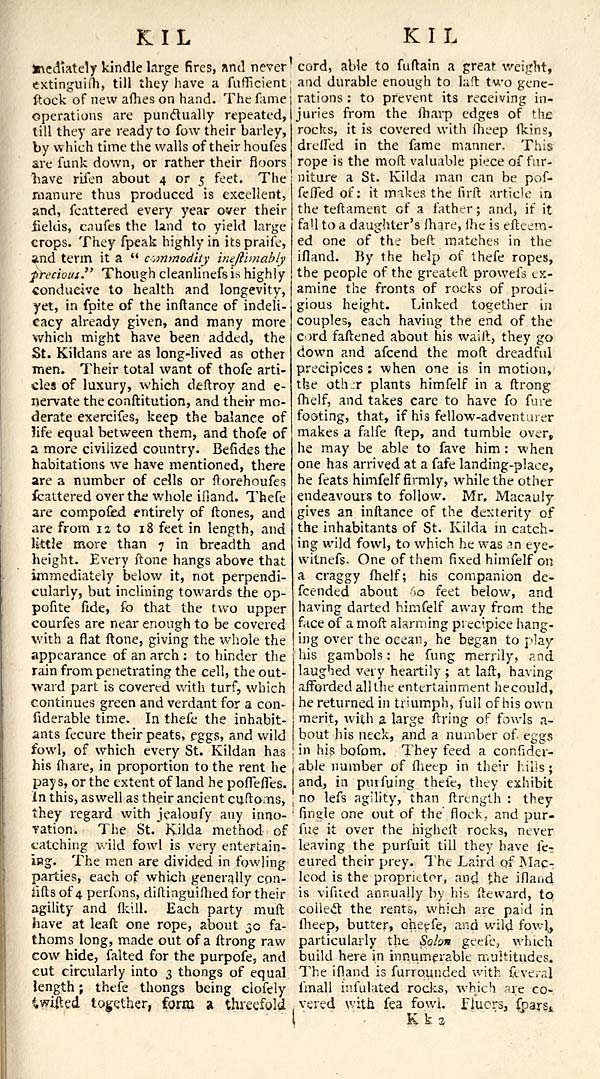 KIL
mediately kindle large fires, and never
extinguiſh, till they have a ſufficient
ſtock of new aſhes on hand. The ſame
operations are punctually repeated,
till they are ready to ſow their barley,
by which time the walls of their houſes
are ſunk down, or rather their floors
have riſen about 4 or 5 feet. The
manure thus produced is excellent,
and, ſcattered every year over their
fields, cauſes the land to yield large
crops. They ſpeak highly in its praiſe,
and term it a " commodity ineſtimably
precious." Though cleanlineſs is highly
conducive to health and longevity,
yet, in ſpite of the inſtance of indeli-
cacy already given, and many more
which might have been added, the
St. Kildans are as long-lived as other
men. Their total want of thoſe arti-
cles of luxury, which deſtroy and e-
nervate the conſtitution, and their mo-
derate exerciſes, keep the balance of
life equal between them, and thoſe of
a more civilized country. Beſides the
habitations we have mentioned, there
are a number of cells or ſtorehouſes
ſcattered over the whole iſland. Theſe
are compoſed entirely of ſtones, and
are from 12 to 18 feet in length, and
little more than 7 in breadth and
height. Every ſtone hangs above that
immediately below it, not perpendi-
cularly, but inclining towards the op-
poſite ſide, ſo that the two upper
courſes are near enough to be covered
with a flat ſtone, giving the whole the
appearance of an arch: to hinder the
rain from penetrating the cell, the out-
ward part is covered with turf, which
continues green and verdant for a con-
ſiderable time. In theſe the inhabit-
ants ſecure their peats, eggs, and wild
fowl, of which every St. Kildan has
his ſhare, in proportion to the rent he
pays, or the extent of land he poſſeſſes.
In this, as well as their ancient cuſtoms,
they regard with jealouſy any inno-
vation. The St. Kilda method of
catching wild fowl is very entertain-
ing. The men are divided in fowling
parties, each of which generally con-
ſiſts of 4 perſons, diſtinguiſhed for their
agility and ſkill. Each party muſt
have at leaſt one rope, about 30 fa-
thoms long, made out of a ſtrong raw
cow hide, ſalted for the purpoſe, and
cut circularly into 3 thongs of equal
length; theſe thongs being cloſely
twiſted together, form a threefold
KIL
cord, able to ſuſtain a great weight,
and durable enough to laſt two gene-
rations: to prevent its receiving in-
juries from the ſharp edges of the
rocks, it is covered with ſheep ſkins,
dreſſed in the ſame manner. This
rope is the moſt valuable piece of fur-
niture a St. Kilda man can be poſ-
ſeſſed of: it makes the firſt article in
the teſtament of a father; and, if it
fall to a daughter's ſhare, ſhe is eſteem-
ed one of the beſt matches in the
iſland. By the help of theſe ropes,
the people of the greateſt proweſs ex-
amine the fronts of rocks of prodi-
gious height. Linked together in
couples, each having the end of the
cord faſtened about his waiſt, they go
down and aſcend the moſt dreadful
precipices: when one is in motion,
the other plants himſelf in a ſtrong
ſhelf, and takes care to have ſo ſure
footing, that, if his fellow-adventurer
makes a falſe ſtep, and tumble over,
he may be able to ſave him: when
one has arrived at a ſafe landing-place,
he ſeats himſelf firmly, while the other
endeavours to follow. Mr. Macauly
gives an inſtance of the dexterity of
the inhabitants of St. Kilda in catch-
ing wild fowl, to which he was an eye-
witneſs. One of them fixed himſelf on
a craggy ſhelf; his companion de-
ſcended about 60 feet below, and
having darted himſelf away from the
face of a moſt alarming precipice hang-
ing over the ocean, he began to play
his gambols: he ſung merrily, and
laughed very heartily; at laſt, having
afforded all the entertainment he could,
he returned in triumph, full of his own
merit, with a large ſtring of fowls a-
bout his neck, and a number of eggs
in his boſom. They feed a conſider-
able number of ſheep in their hills;
and, in purſuing theſe, they exhibit
no leſs agility, than ſtrength: they
ſingle one out of the flock, and pur-
ſue it over the higheſt rocks, never
leaving the purſuit till they have ſe-
cured their prey. The Laird of Mac-
leod is the proprietor, and the iſland
is viſited annually by his ſteward, to
collect the rents, which are paid in
ſheep, butter, cheeſe, and wild fowl,
particularly the Solon geeſe, which
build here in innumerable multitudes.
The iſland is ſurrounded with ſeveral
ſmall inſulated rocks, which are co-
vered with ſea fowl. Fluors, ſpars,
K k 2